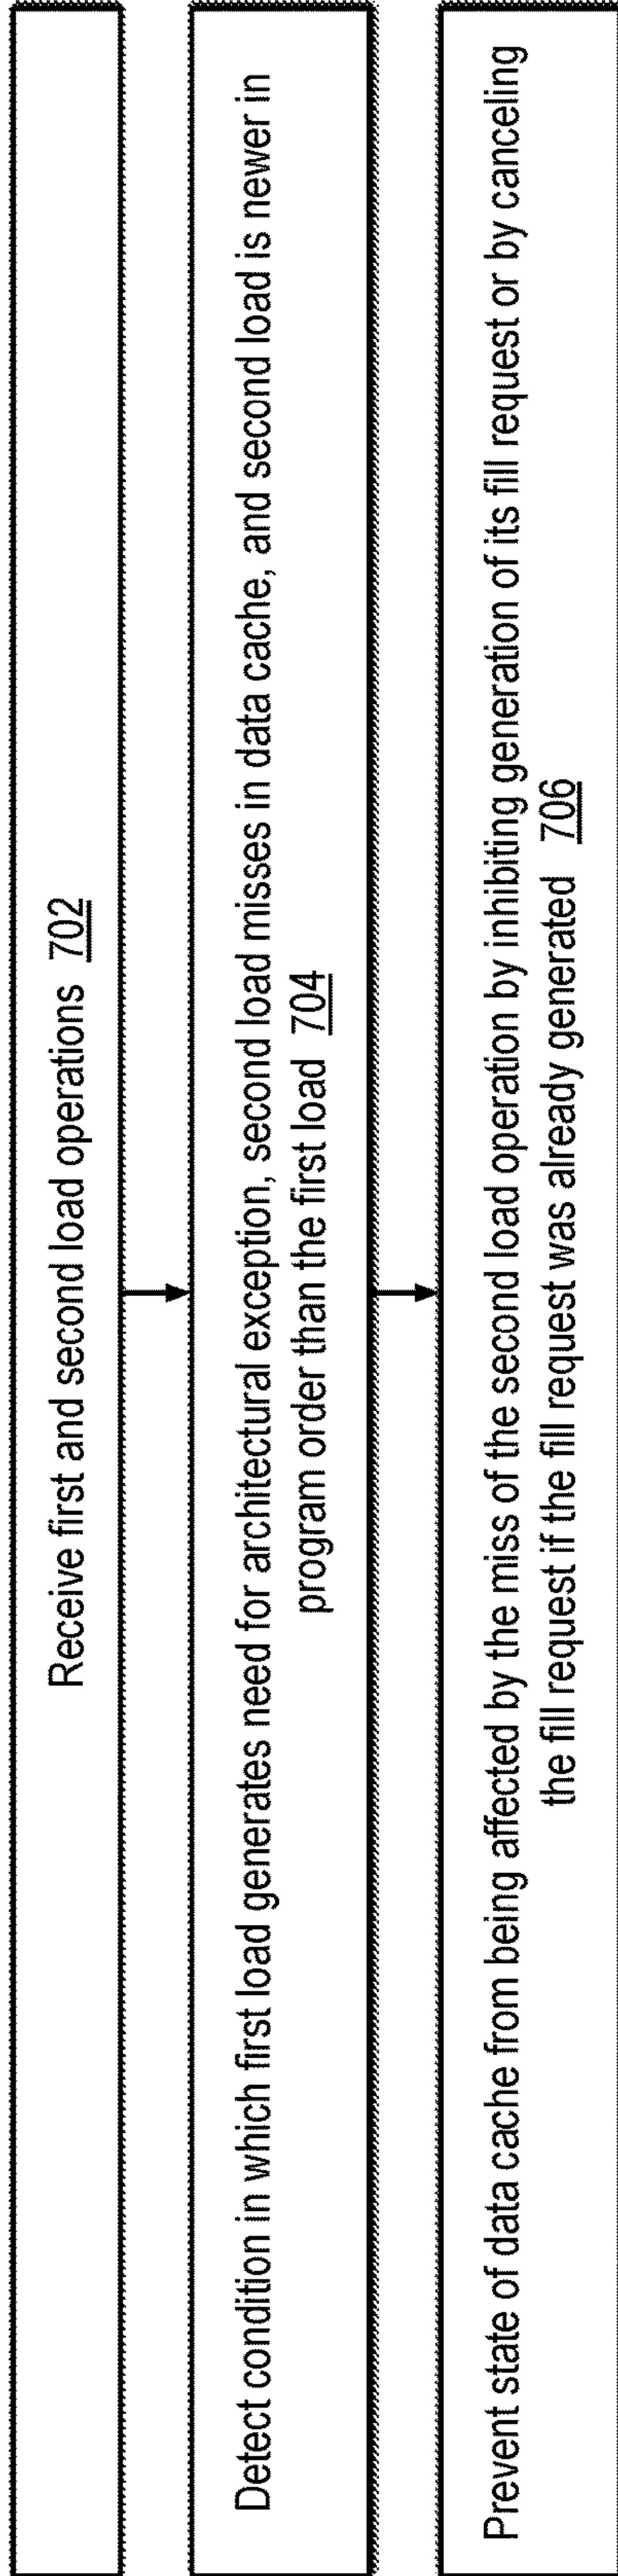 Receive first and second load operations 702
Detect condition in which first load generates need for architectural exception, second load misses in data cache, and second load is newer in
program order than the first load 704
Prevent state of data cache from being affected by the miss of the second load operation by inhibiting generation of its fill request or by canceling
the fill request if the fill request was already generated 706